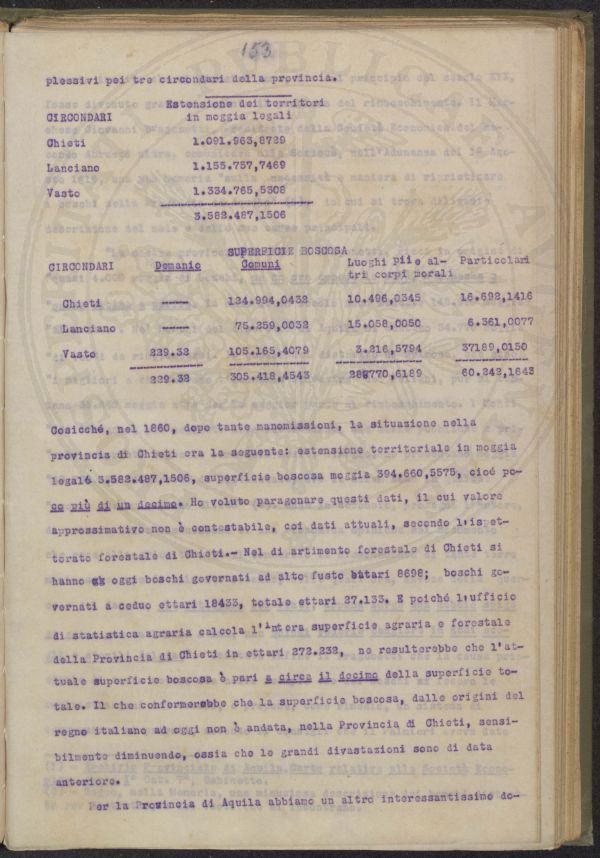 153
plessivi pei tre circondari della provincia.
Estensione dei territori
CIRCONDARI in moggia legali
Chieti 1.091.963,8729
Lanciano 1.155.757,7469
Vasto 1.334.765,5308
3.582.487,1506
SUPERFICIE BOSCOSA
CIRCONDARI Demanio Comuni Luoghi pii e al- Particolari
tri corpi morali
Chieti ---- 124.994,0432 10.496,0345 16.692,1416
Lanciano ---- 75.259,0032 15.058,0050 6.361,0077
Vasto 229.32 105.165,4079 3.216,5794 37189,0150
229.32 305.418,4543 288770,6189 60.242,1643
Cosicché, nel 1860, dopo tante manomissioni, la situazione nella
provincia di Chieti era la seguente: estensione territoriale in moggia
legalé 3.582.487,1506, superficie boscosa moggia 394.660,5575, cioé po-
co più di un decimo. Ho voluto paragonare questi dati, il cui valore
approssimativo non è contestabile, coi dati attuali, secondo l'ispet-
torato forestale di Chieti.- Nel di artimento forestale di Chieti si
hanno oggi boschi governati ad alto fusto ettari 8698; boschi go-
vernati a ceduo ettari 18433, totale ettari 27.133. E poiché l'ufficio
di statistica agraria calcola l'intera superficie agraria e forestale
della Provincia di Chieti in ettari 272.232, ne resulterebbe che l'at-
tuale superficie boscosa è pari a circa il decimo della superficie to-
tale. Il che confermerebbe che la superficie boscosa, dalle origini del
regno italiano ad oggi non è andata, nella Provincia di Chieti, sensi-
bilmente diminuendo, ossia che le grandi divastazioni sono di data
anteriore.
Per la Provincia di Aquila abbiamo un altro interessantissimo do-